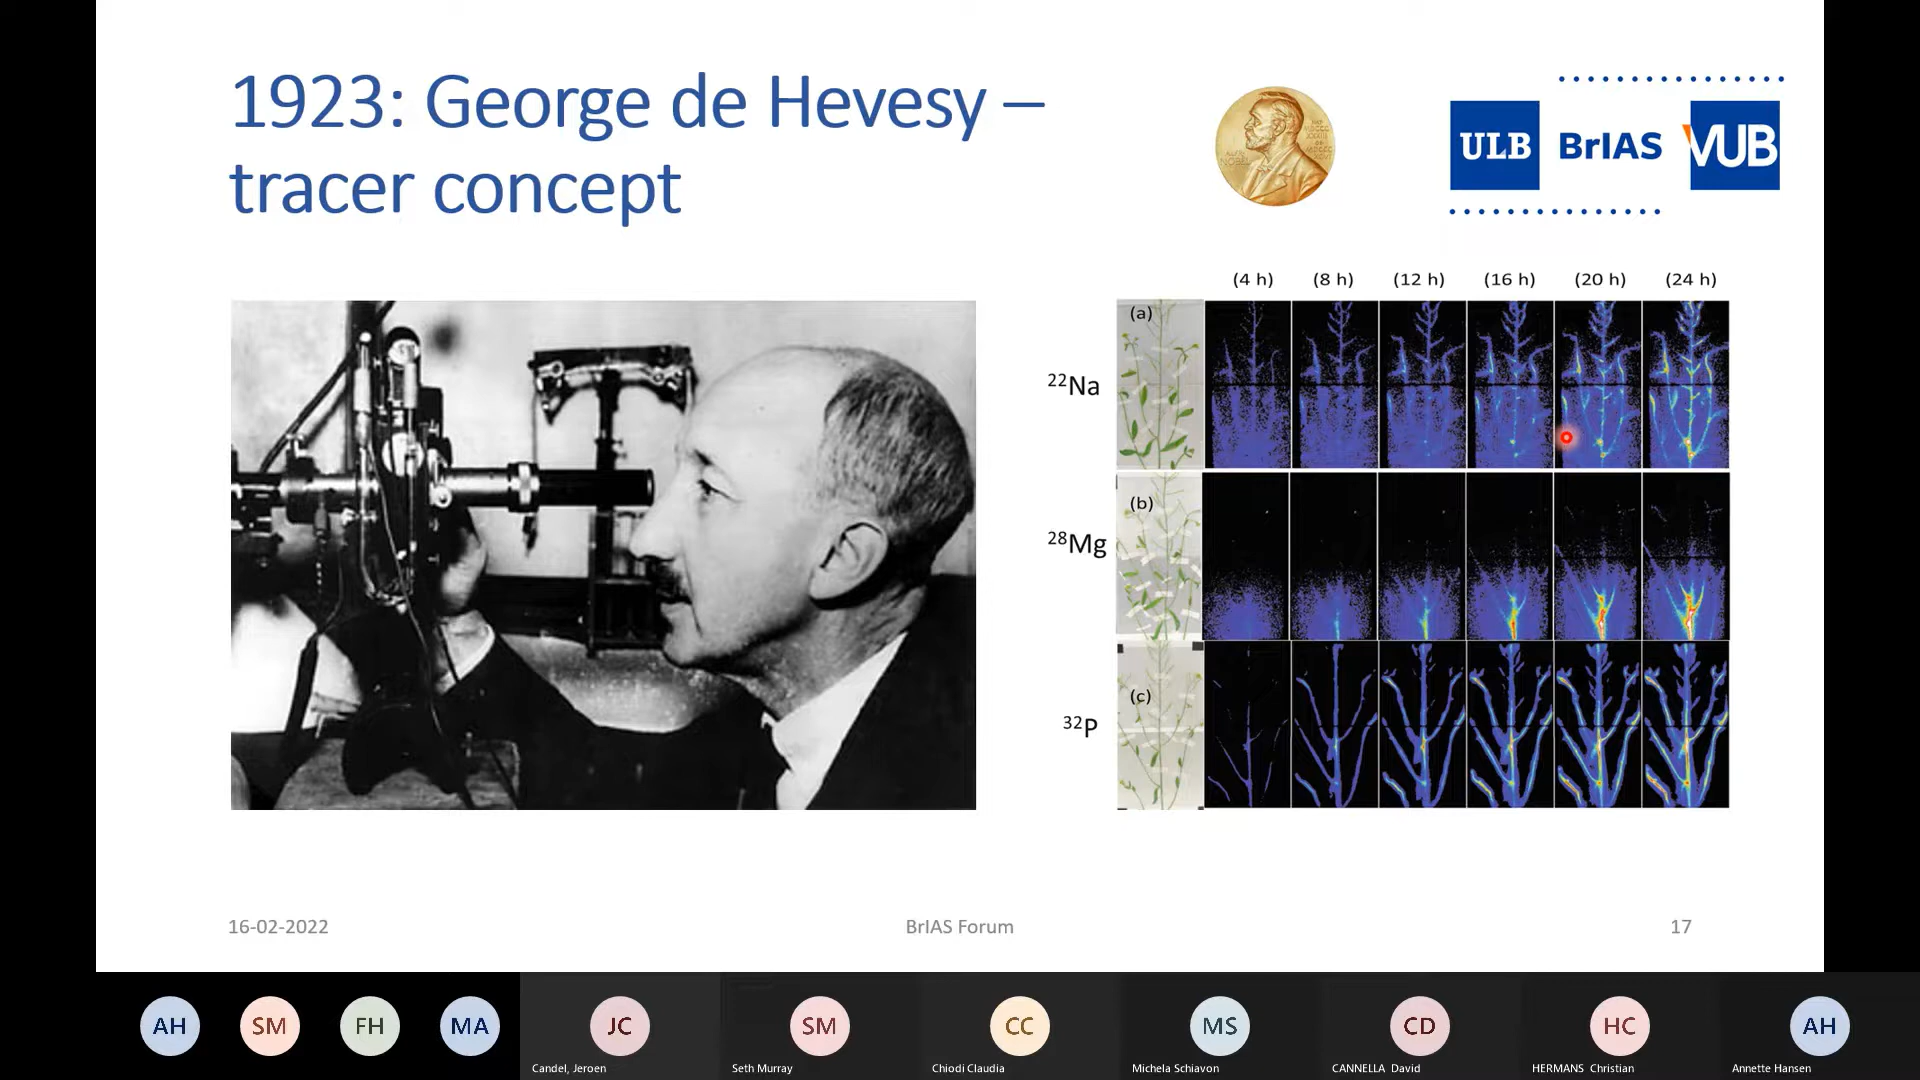 1923: George de Hevesy –
tracer concept
ULB BrIAS VUB
(4 h) (8 h) (12 h) (16 h) (20 h) (24 h)
(a)
22Na
(b)
28Mg
(c)
32P
16-02-2022 BrIAS Forum 17
AH SM FH MA JC SM CC MS CD HC AH
Candel, Jeroen Seth Murray Chiodi Claudia Michela Schiavon CANNELLA David HERMANS Christian Annette Hansen